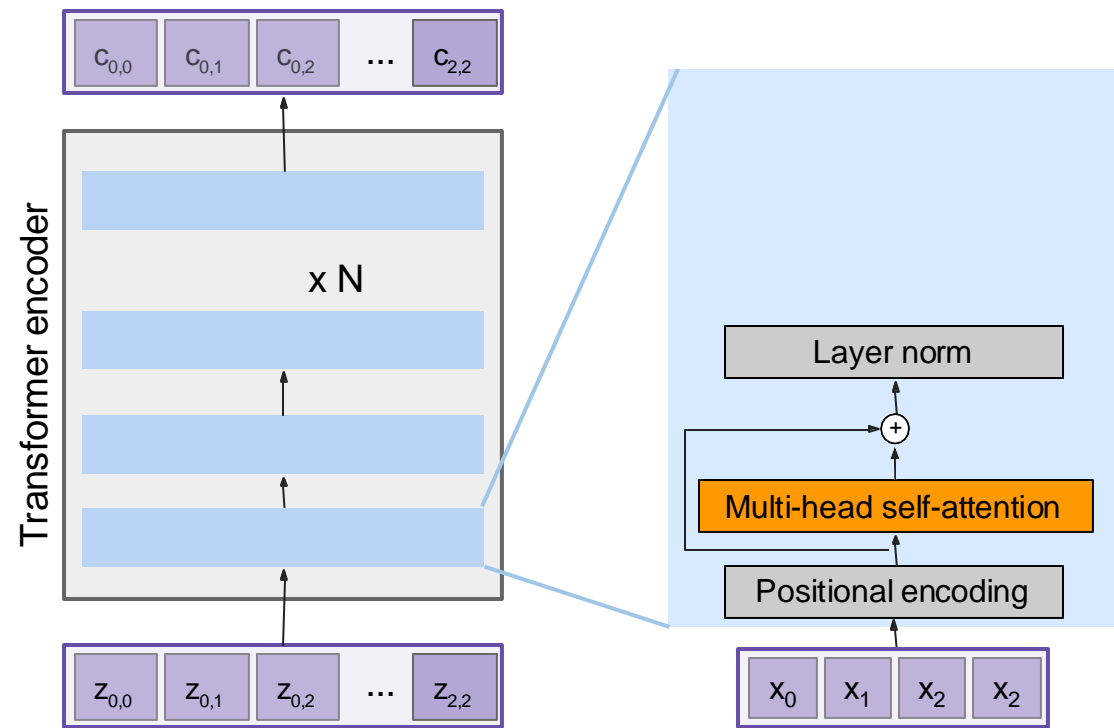 c0,0 c0,1 c0,2 ... c2,2
Transformer encoder
x N
z0,0 z0,1 z0,2 ... z2,2
Layer norm
+
Multi-head self-attention
Positional encoding
x0 x1 x2 x2